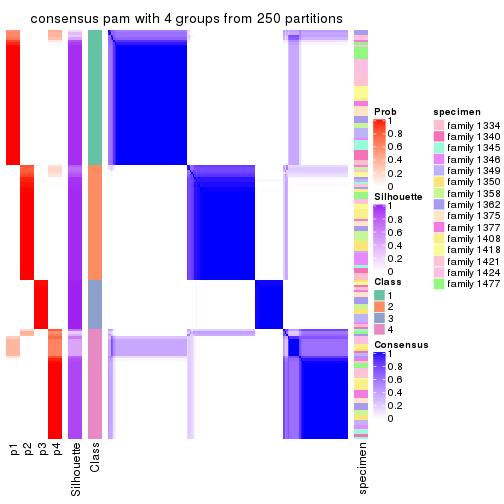 consensus pam with 4 groups from 250 partitions
Prob
1
0.8
0.6
0.4
0.2
0
Silhouette
1
0.8
0.6
0.4
0.2
0
Class
1
2
3
4
Consensus
1
0.8
0.6
0.4
0.2
0
specimen
family 1334
family 1340
family 1345
family 1346
family 1349
family 1350
family 1358
family 1362
family 1375
family 1377
family 1408
family 1418
family 1421
family 1424
family 1477
p1
p2
p3
p4
Silhouette
Class
specimen